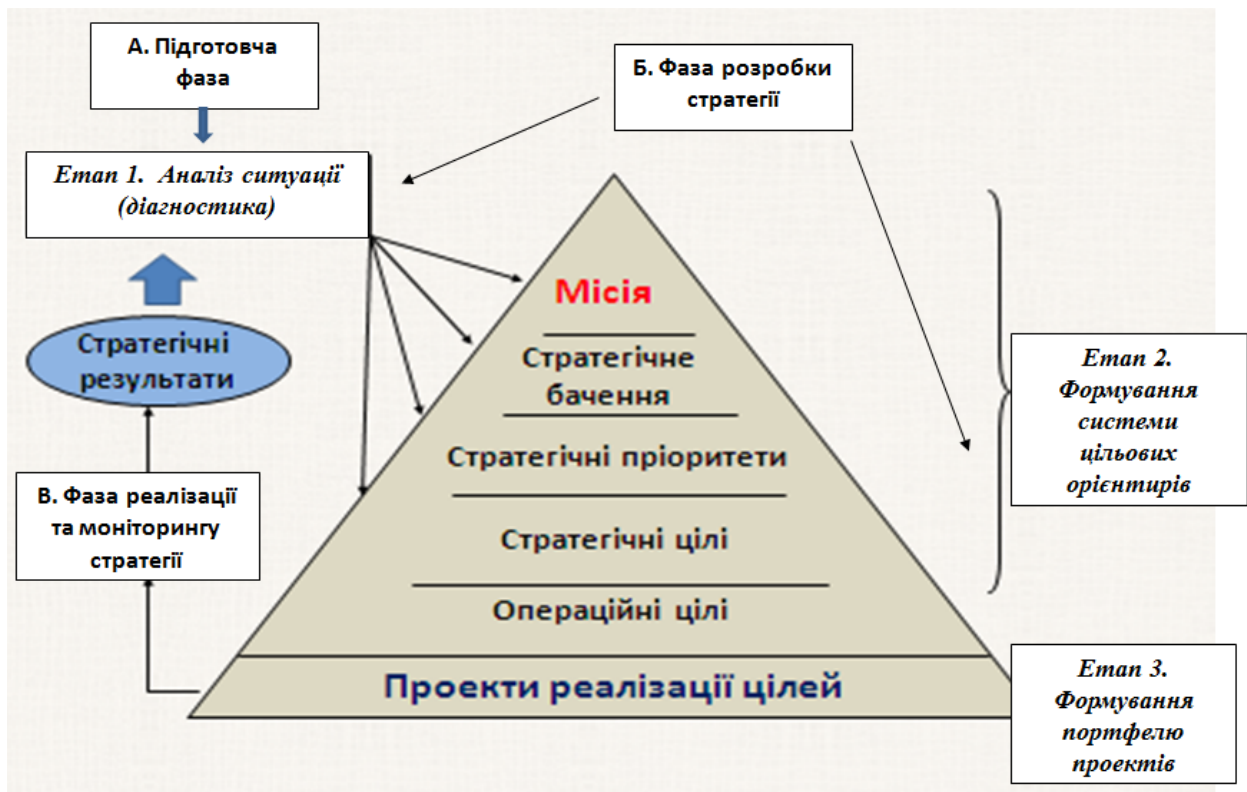 А. Підготовча
фаза
Б. Фаза розробки
стратегії
Етап 1. Аналіз ситуації
(діагностика)
Місія
Стратегічне
бачення
Стратегічні пріоритети
Стратегічні цілі
Операційні цілі
Проекти реалізації цілей
Стратегічні
результати
В. Фаза реалізації
та моніторингу
стратегії
Етап 2.
Формування
системи
цільових
орієнтирів
Етап 3.
Формування
портфелю
проектів